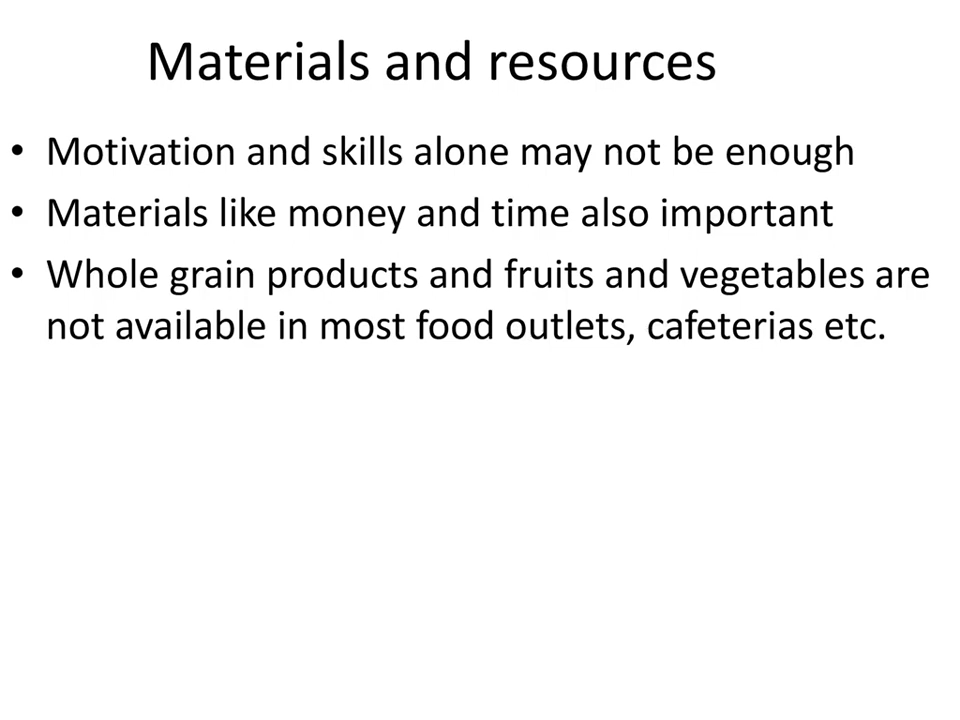 Materials and resources
• Motivation and skills alone may not be enough
• Materials like money and time also important
• Whole grain products and fruits and vegetables are
not available in most food outlets, cafeterias etc.